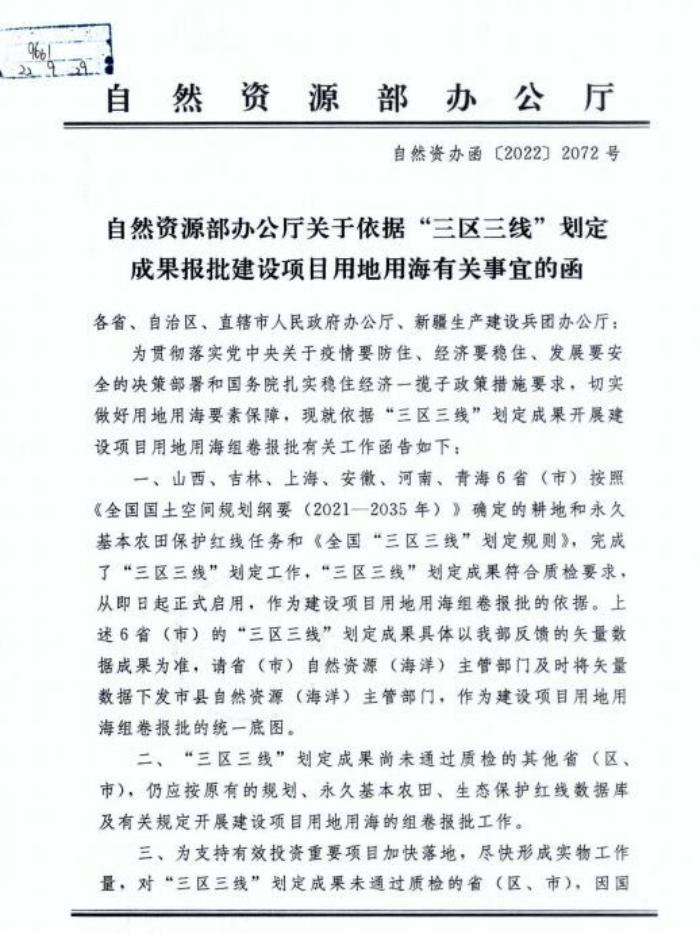 9661
22 9 29
自然资源部办公厅
自然资办函〔2022〕2072号
自然资源部办公厅关于依据“三区三线”划定
成果报批建设项目用地用海有关事宜的函
各省、自治区、直辖市人民政府办公厅、新疆生产建设兵团办公厅：
为贯彻落实党中央关于疫情要防住、经济要稳住、发展要安
全的决策部署和国务院扎实稳住经济一揽子政策措施要求，切实
做好用地用海要素保障，现就依据“三区三线”划定成果开展建
设项目用地用海组卷报批有关工作函告如下：
一、山西、吉林、上海、安徽、河南、青海6省（市）按照
《全国国土空间规划纲要（2021—2035年）》确定的耕地和永久
基本农田保护红线任务和《全国“三区三线”划定规则》，完成
了“三区三线”划定工作，“三区三线”划定成果符合质检要求，
从即日起正式启用，作为建设项目用地用海组卷报批的依据。上
述6省（市）的“三区三线”划定成果具体以我部反馈的矢量数
据成果为准，请省（市）自然资源（海洋）主管部门及时将矢量
数据下发市县自然资源（海洋）主管部门，作为建设项目用地用
海组卷报批的统一底图。
二、“三区三线”划定成果尚未通过质检的其他省（区、
市），仍应按原有的规划、永久基本农田、生态保护红线数据库
及有关规定开展建设项目用地用海的组卷报批工作。
三、为支持有效投资重要项目加快落地，尽快形成实物工作
量，对“三区三线”划定成果未通过质检的省（区、市），因国